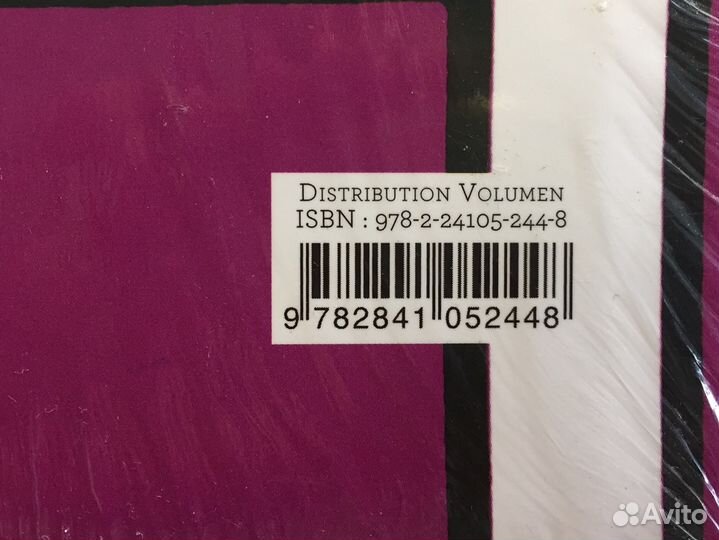 Distribution Volumen
ISBN : 978-2-24105-244-8
9 782841 052448
Avito